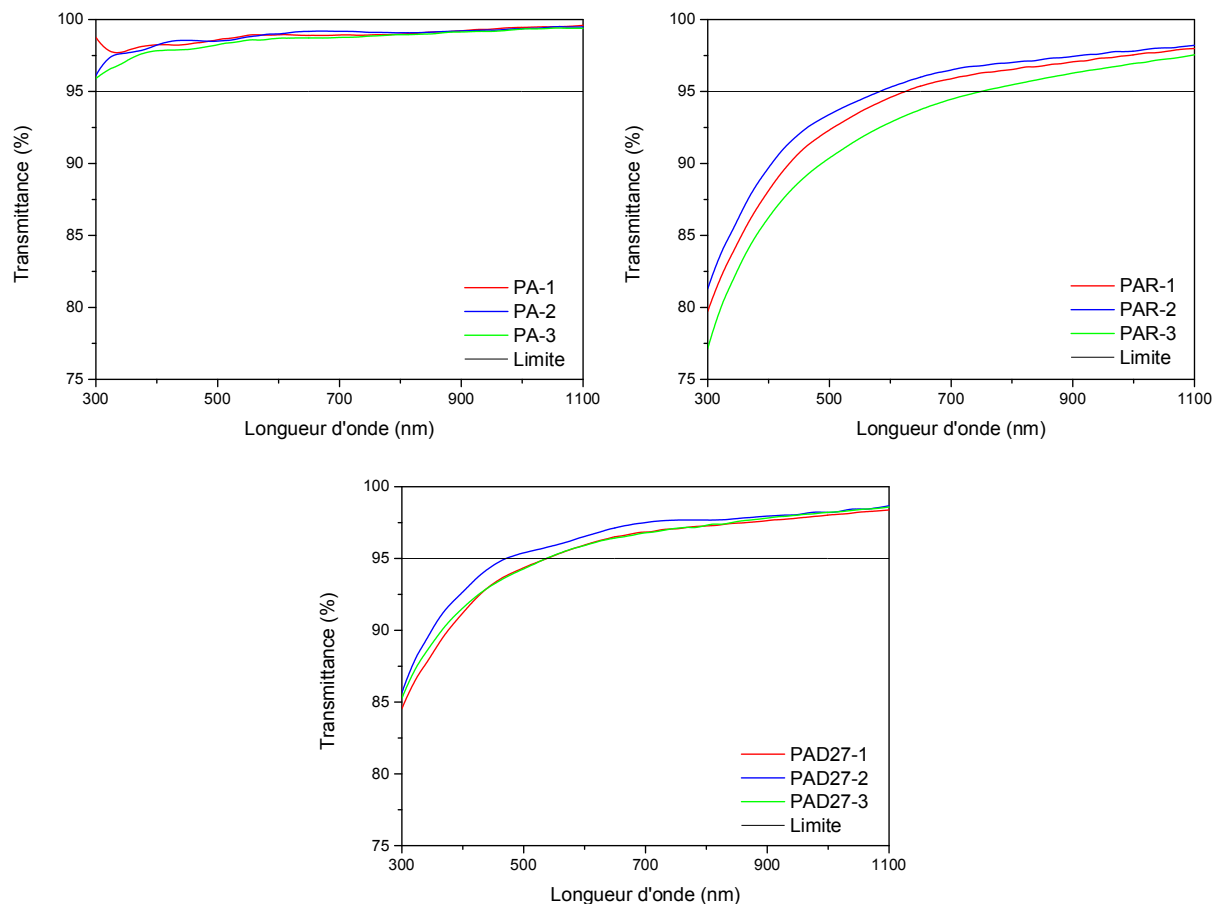 100
95
90
85
80
75
Transmittance (%)
PA-1
PA-2
PA-3
Limite
300
500
700
900
1100
Longueur d'onde (nm)
100
95
90
85
80
75
Transmittance (%)
PAR-1
PAR-2
PAR-3
Limite
300
500
700
900
1100
Longueur d'onde (nm)
100
95
90
85
80
75
Transmittance (%)
PAD27-1
PAD27-2
PAD27-3
Limite
300
500
700
900
1100
Longueur d'onde (nm)